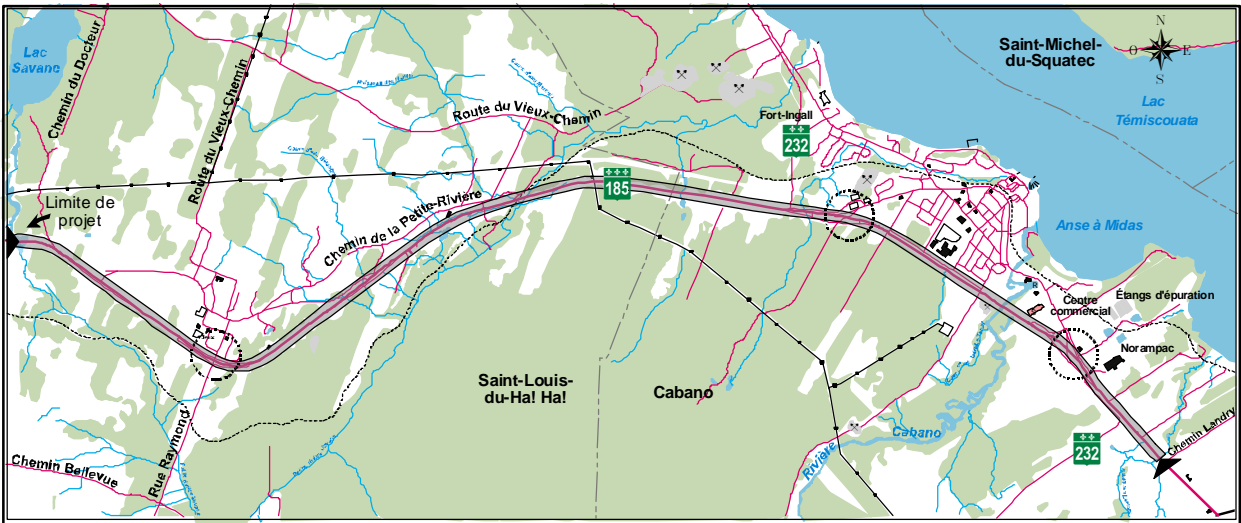 Lac
Savane
Chemin du Docteur
Route du Vieux-Chemin
Route du Vieux-Chemin
Fort-Ingall
232
Saint-Michel-
du-Squatec
N
O
E
S
Lac
Témiscouata
Limite de
projet
Chemin de la Petite-Rivière
185
Anse à Midas
Centre
commercial
Étangs d'épuration
Norampac
Saint-Louis-
du-Ha! Ha!
Cabano
Rivière
Cabano
232
Chemin Landry
Rue Raymond
Chemin Bellevue